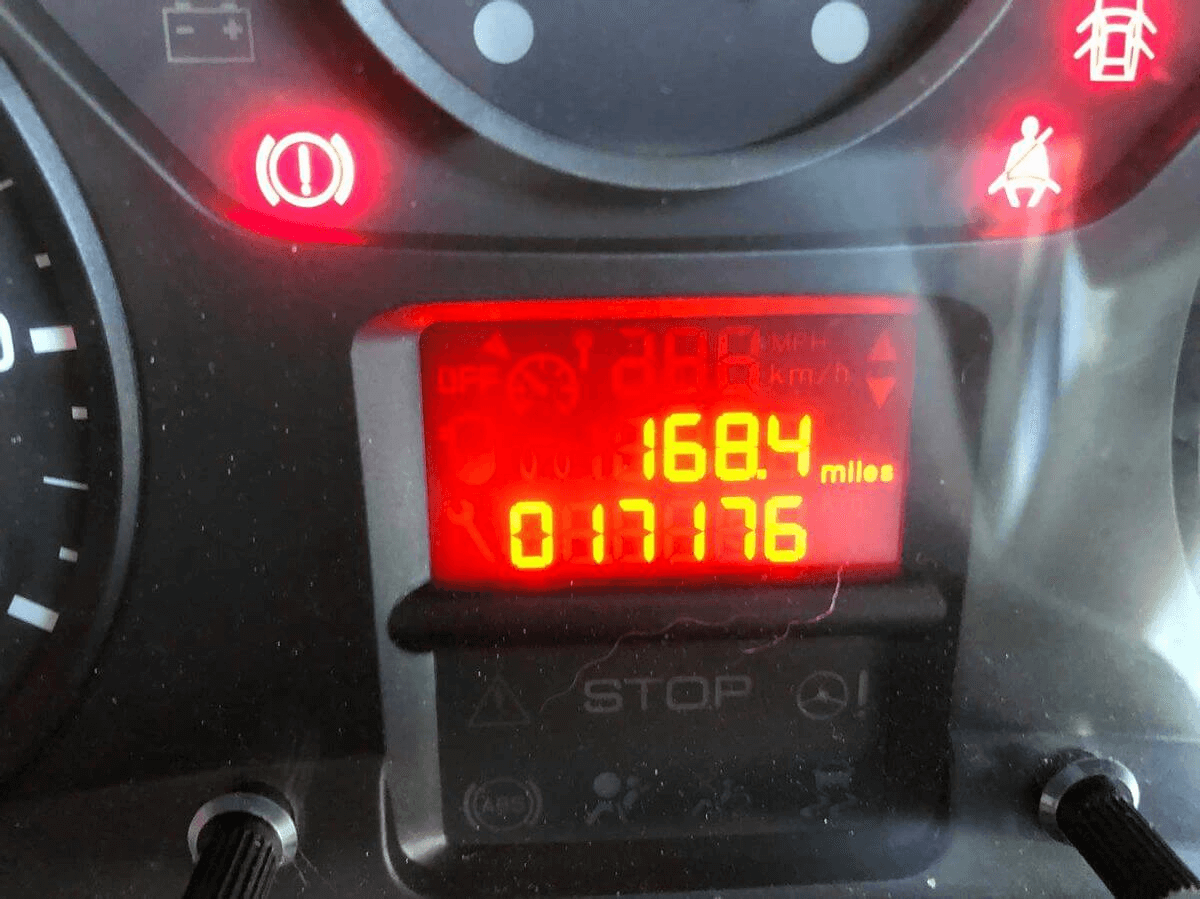 - +
OFF MPH
km/h
168.4 miles
017176
STOP
ABS